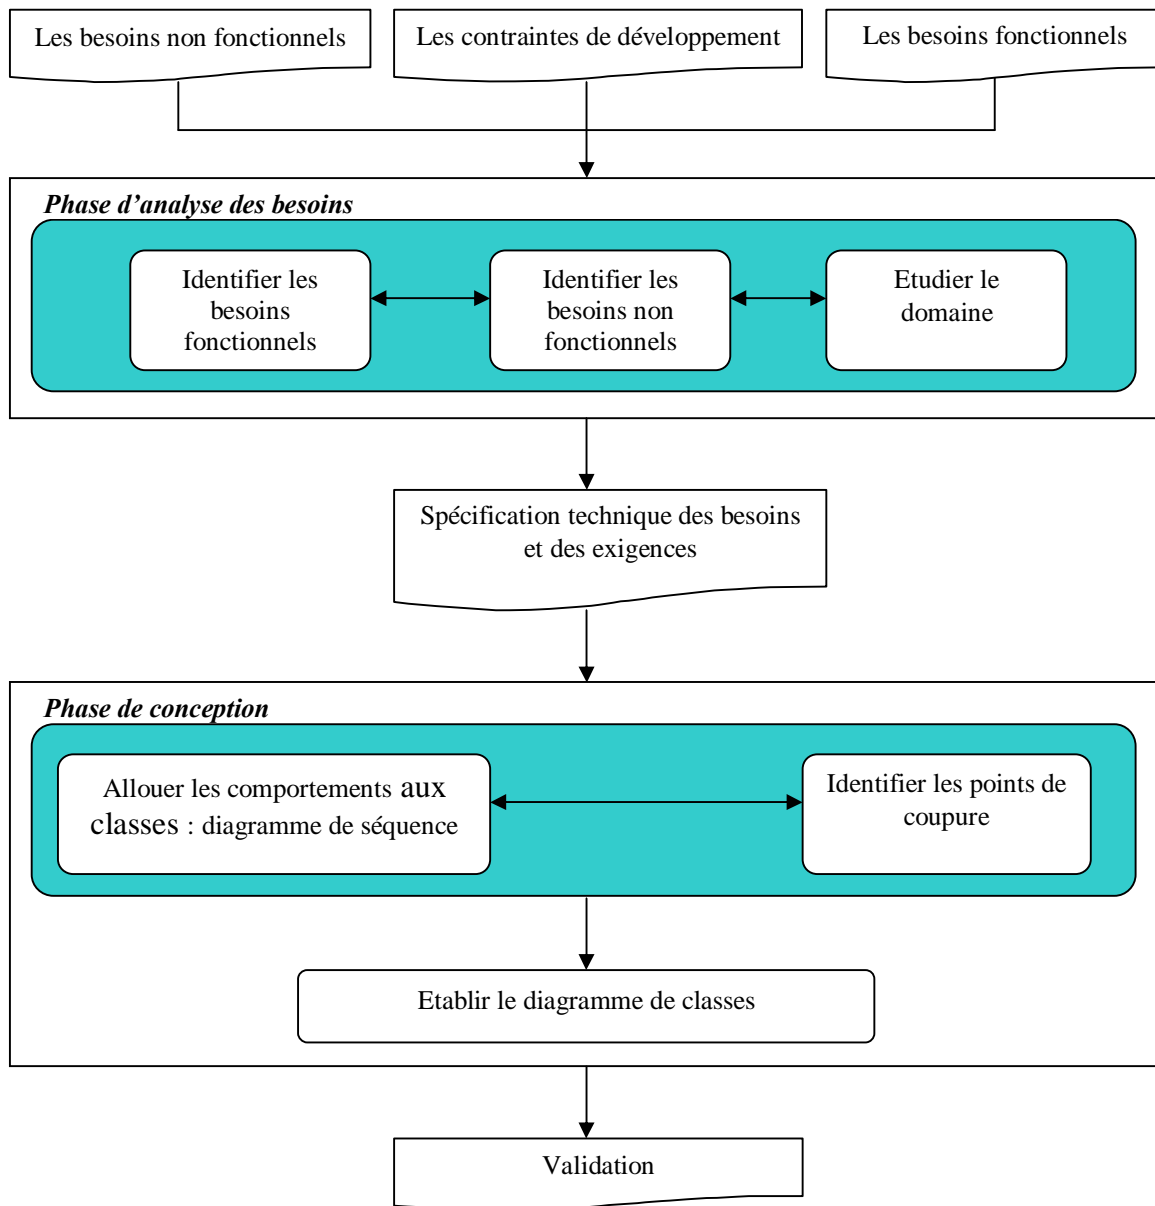 Les besoins non fonctionnels
Les contraintes de développement
Les besoins fonctionnels
Phase d’analyse des besoins
Identifier les
besoins
fonctionnels
Identifier les
besoins non
fonctionnels
Etudier le
domaine
Spécification technique des besoins
et des exigences
Phase de conception
Allouer les comportements aux
classes : diagramme de séquence
Identifier les points de
coupure
Etablir le diagramme de classes
Validation